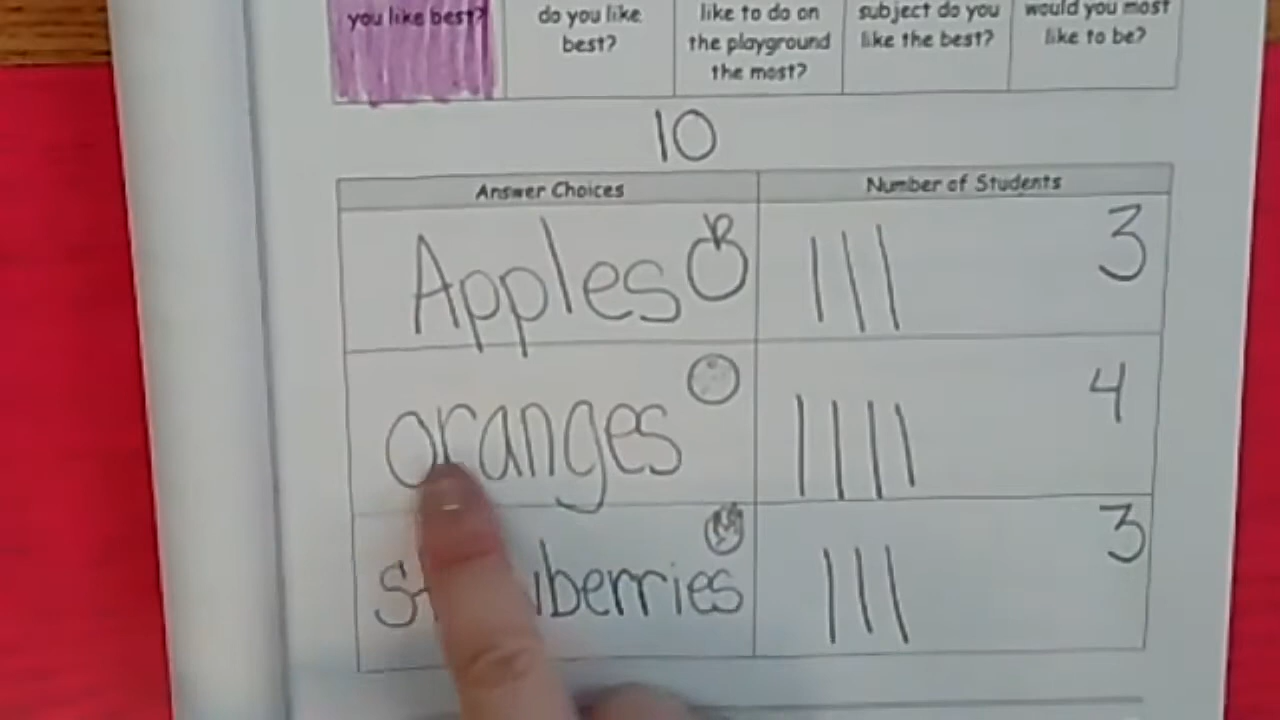 you like best?
do you like
best?
like to do on
the playground
the most?
subject do you
like the best?
would you most
like to be?
10
Answer Choices
Number of Students
Apples
3
oranges
4
3